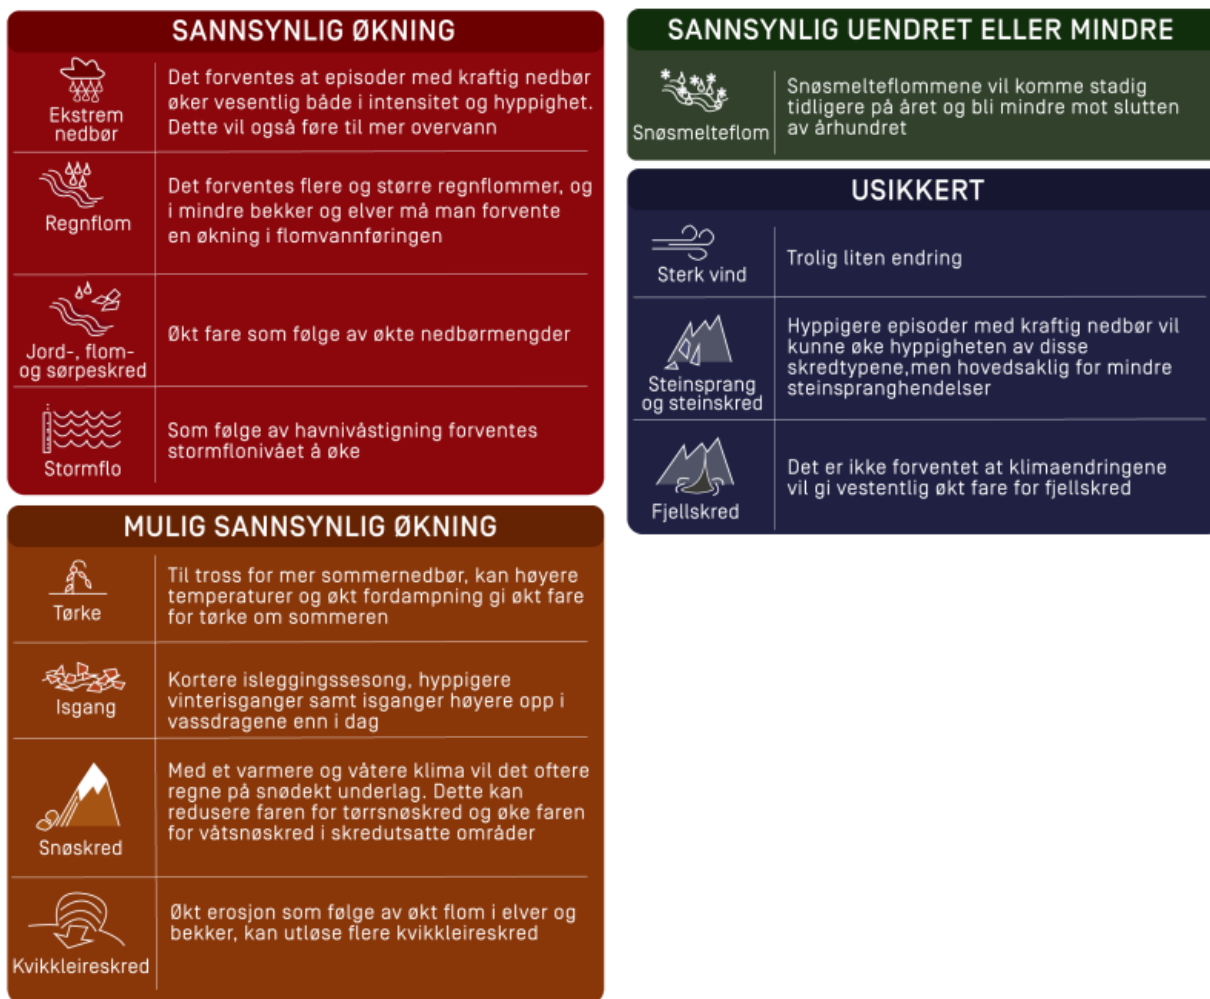 SANNSYNLIG ØKNING
Ekstrem
nedbør
Det forventes at episoder med kraftig nedbør
øker vesentlig både i intensitet og hyppighet.
Dette vil også føre til mer overvann
Regnflom
Det forventes flere og større regnflommer, og
i mindre bekker og elver må man forvente
en økning i flomvannføringen
Jord-, flom-
og sørpeskred
Økt fare som følge av økte nedbørmengder
Stormflo
Som følge av havnivåstigning forventes
stormflonivået å øke
MULIG SANNSYNLIG ØKNING
Tørke
Til tross for mer sommernedbør, kan høyere
temperaturer og økt fordampning gi økt fare
for tørke om sommeren
Isgang
Kortere isleggingssesong, hyppigere
vinterisganger samt isganger høyere opp i
vassdragene enn i dag
Snøskred
Med et varmere og våtere klima vil det oftere
regne på snødekt underlag. Dette kan
redusere faren for tørrsnøskred og øke faren
for våtsnøskred i skredutsatte områder
Kvikkleireskred
Økt erosjon som følge av økt flom i elver og
bekker, kan utløse flere kvikkleireskred
SANNSYNLIG UENDRET ELLER MINDRE
Snøsmelteflom
Snøsmelteflommene vil komme stadig
tidligere på året og bli mindre mot slutten
av århundret
USIKKERT
Sterk vind
Trolig liten endring
Steinsprang
og steinskred
Hyppigere episoder med kraftig nedbør vil
kunne øke hyppigheten av disse
skredtypene,men hovedsaklig for mindre
steinspranghendelser
Fjellskred
Det er ikke forventet at klimaendringene
vil gi vestentlig økt fare for fjellskred